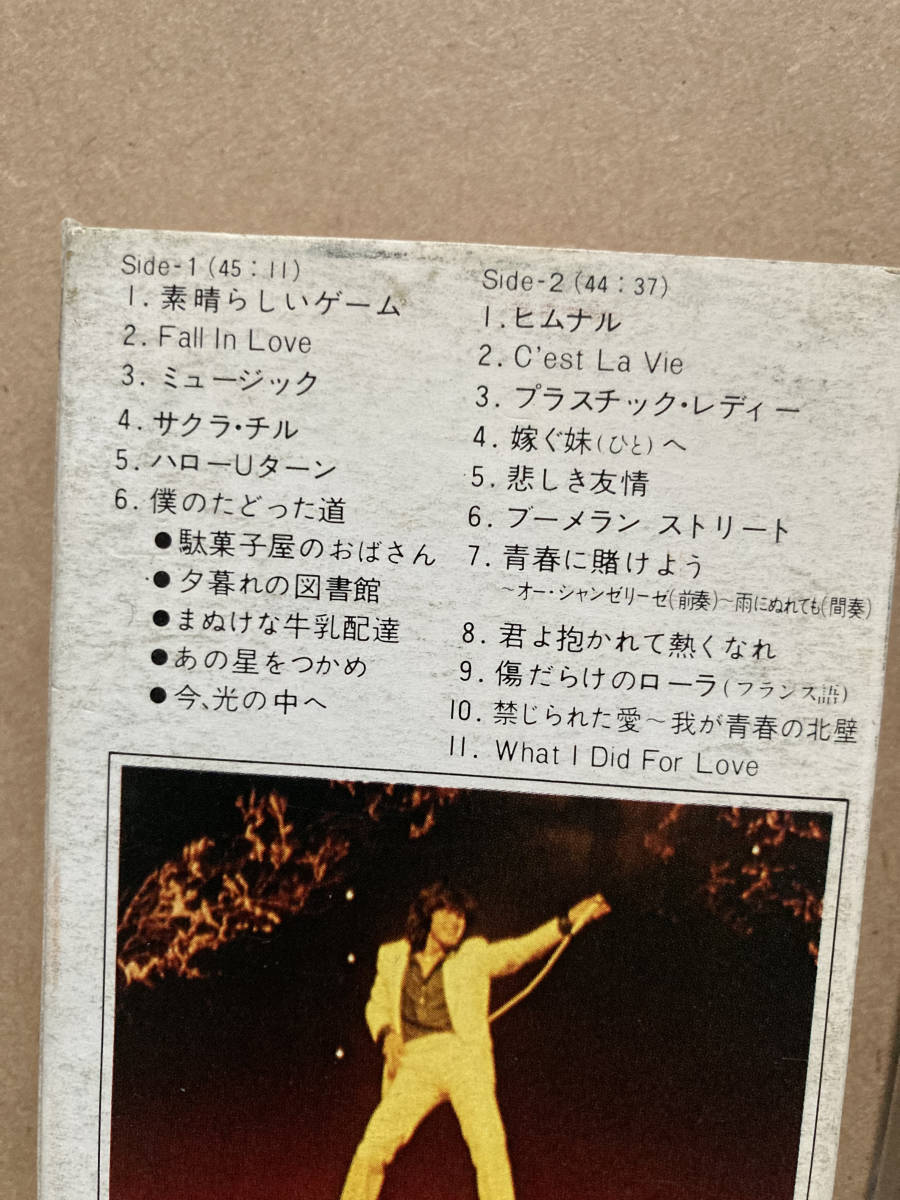 Side-1 (45:11)
1. 素晴らしいゲーム
2. Fall In Love
3. ミュージック
4. サクラ・チル
5. ハローUターン
6. 僕のたどった道
●駄菓子屋のおばさん
●夕暮れの図書館
●まぬけな牛乳配達
●あの星をつかめ
●今、光の中へ
Side-2 (44:37)
1. ヒムナル
2. C'est La Vie
3. プラスチック・レディー
4. 嫁ぐ妹(ひと)へ
5. 悲しき友情
6. ブーメラン ストリート
7. 青春に賭けよう
～オー・シャンゼリーゼ(前奏)～雨にぬれても(間奏)
8. 君よ抱かれて熱くなれ
9. 傷だらけのローラ(フランス語)
10. 禁じられた愛～我が青春の北壁
11. What I Did For Love